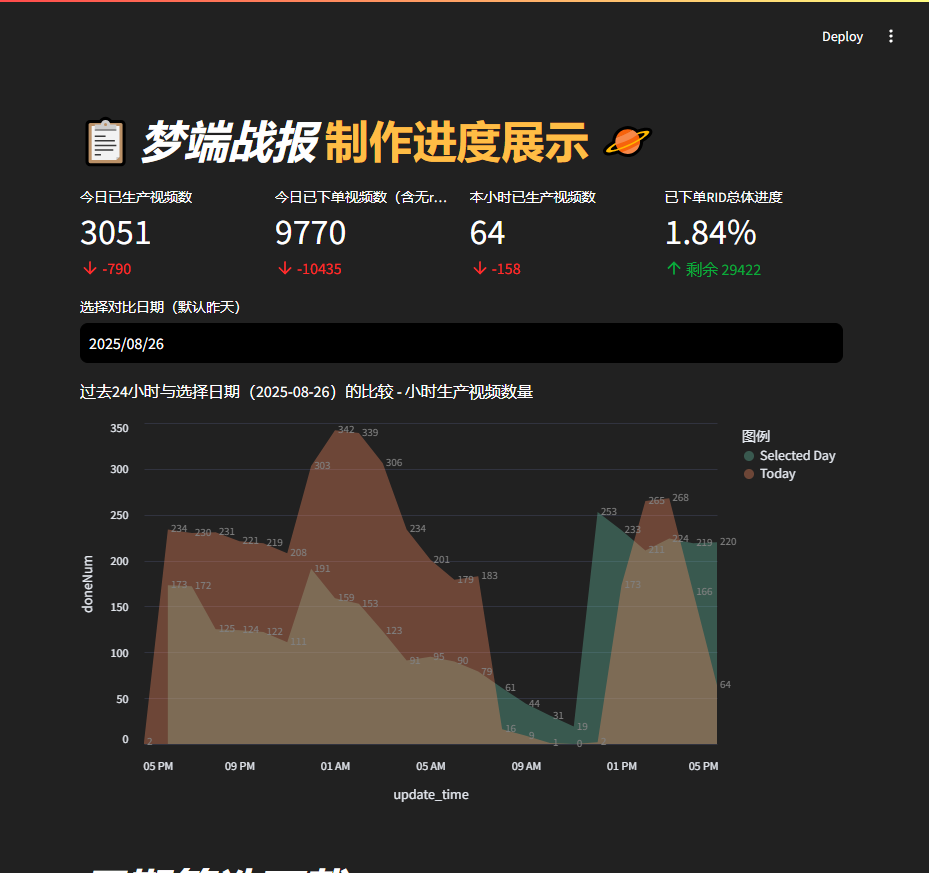 Deploy
梦端战报 制作进度展示
今日已生产视频数
3051
-790
今日已下单视频数（含无r...
9770
-10435
本小时已生产视频数
64
-158
已下单RID总体进度
1.84%
剩余 29422
选择对比日期（默认昨天）
2025/08/26
过去24小时与选择日期（2025-08-26）的比较 - 小时生产视频数量
图例
Selected Day
Today
doneNum
350
300
250
200
150
100
50
0
342 339
303 306
268
265
253
234 230 231 234 233
221 219 224 219 220
208 211
201
191
179 183
173 172 173 166
159 153
125 124 122 123
111
91 95 90
79
61 64
44
31
16 19
2 9 1 0 2
05 PM 09 PM 01 AM 05 AM 09 AM 01 PM 05 PM
update_time